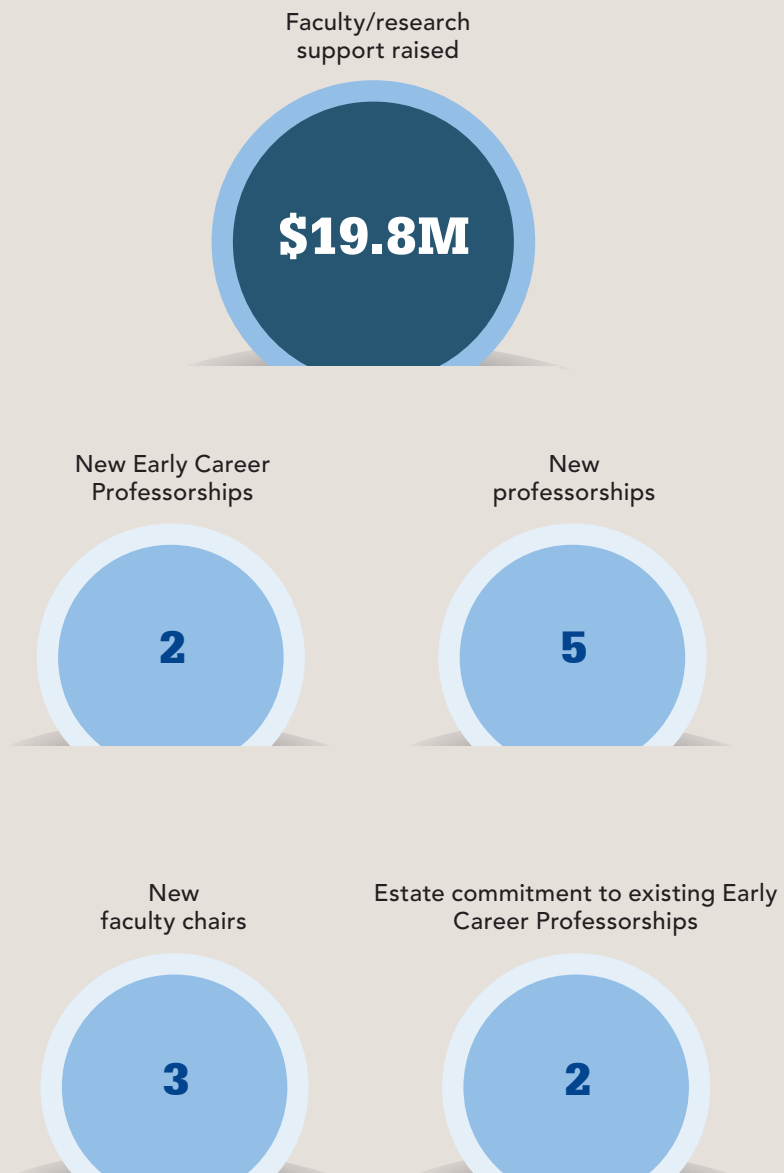 Faculty/research
support raised
$19.8M
New Early Career
Professorships
2
New
professorships
5
New
faculty chairs
3
Estate commitment to existing Early
Career Professorships
2